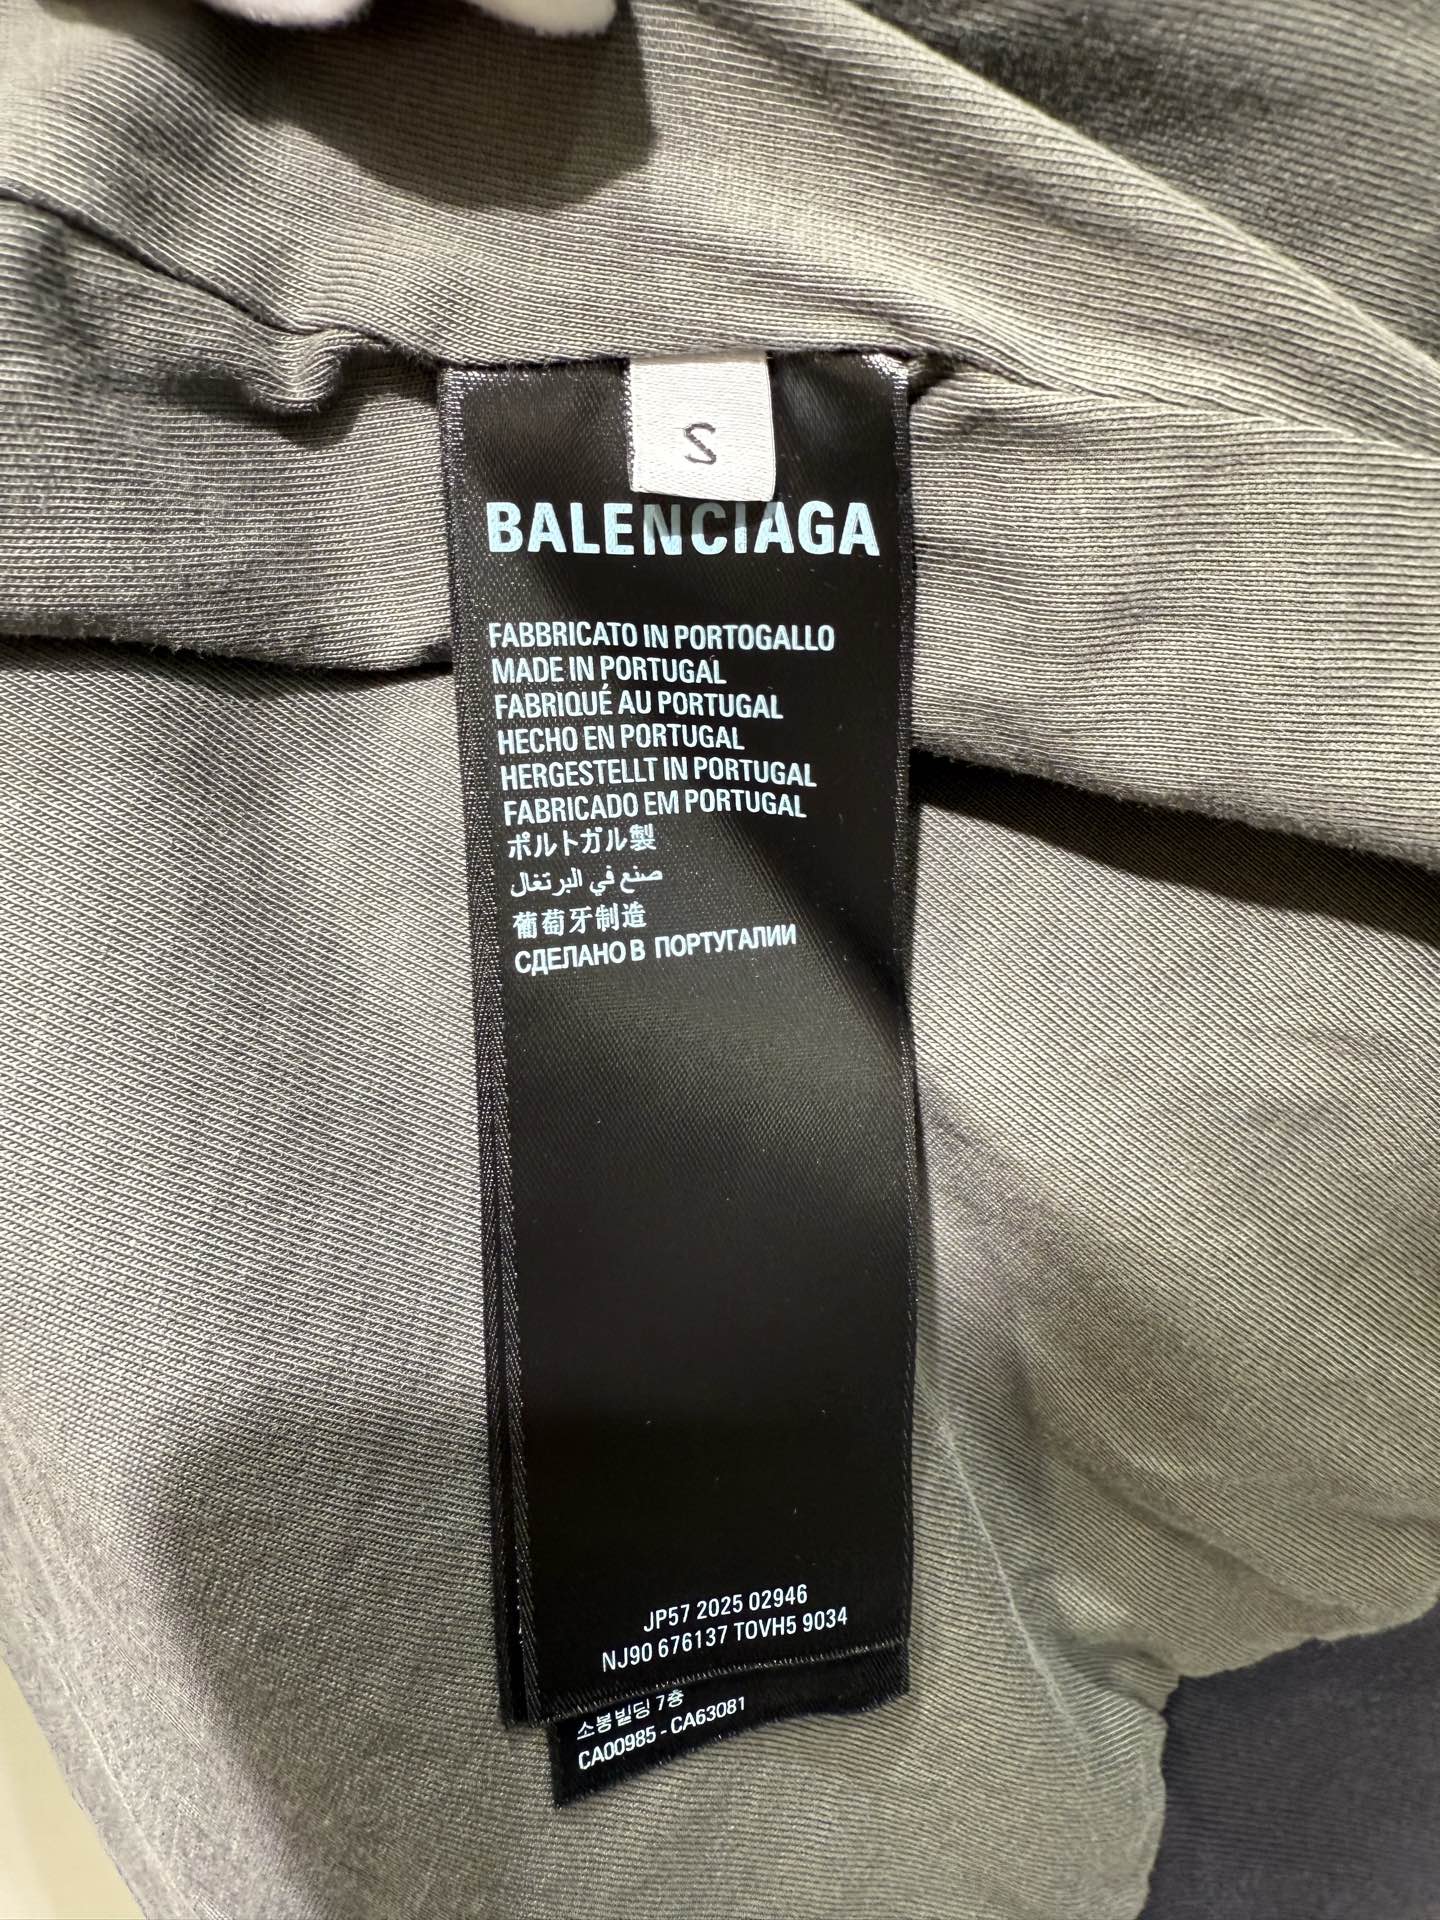 S
BALENCIAGA
FABBRICATO IN PORTOGALLO
MADE IN PORTUGAL
FABRIQUÉ AU PORTUGAL
HECHO EN PORTUGAL
HERGESTELLT IN PORTUGAL
FABRICADO EM PORTUGAL
ポルトガル製
صنع في البرتغال
葡萄牙制造
СДЕЛАНО В ПОРТУГАЛИИ
JP57 2025 02946
NJ90 676137 TOVH5 9034
소봉빌딩 7층
CA00985 - CA63081